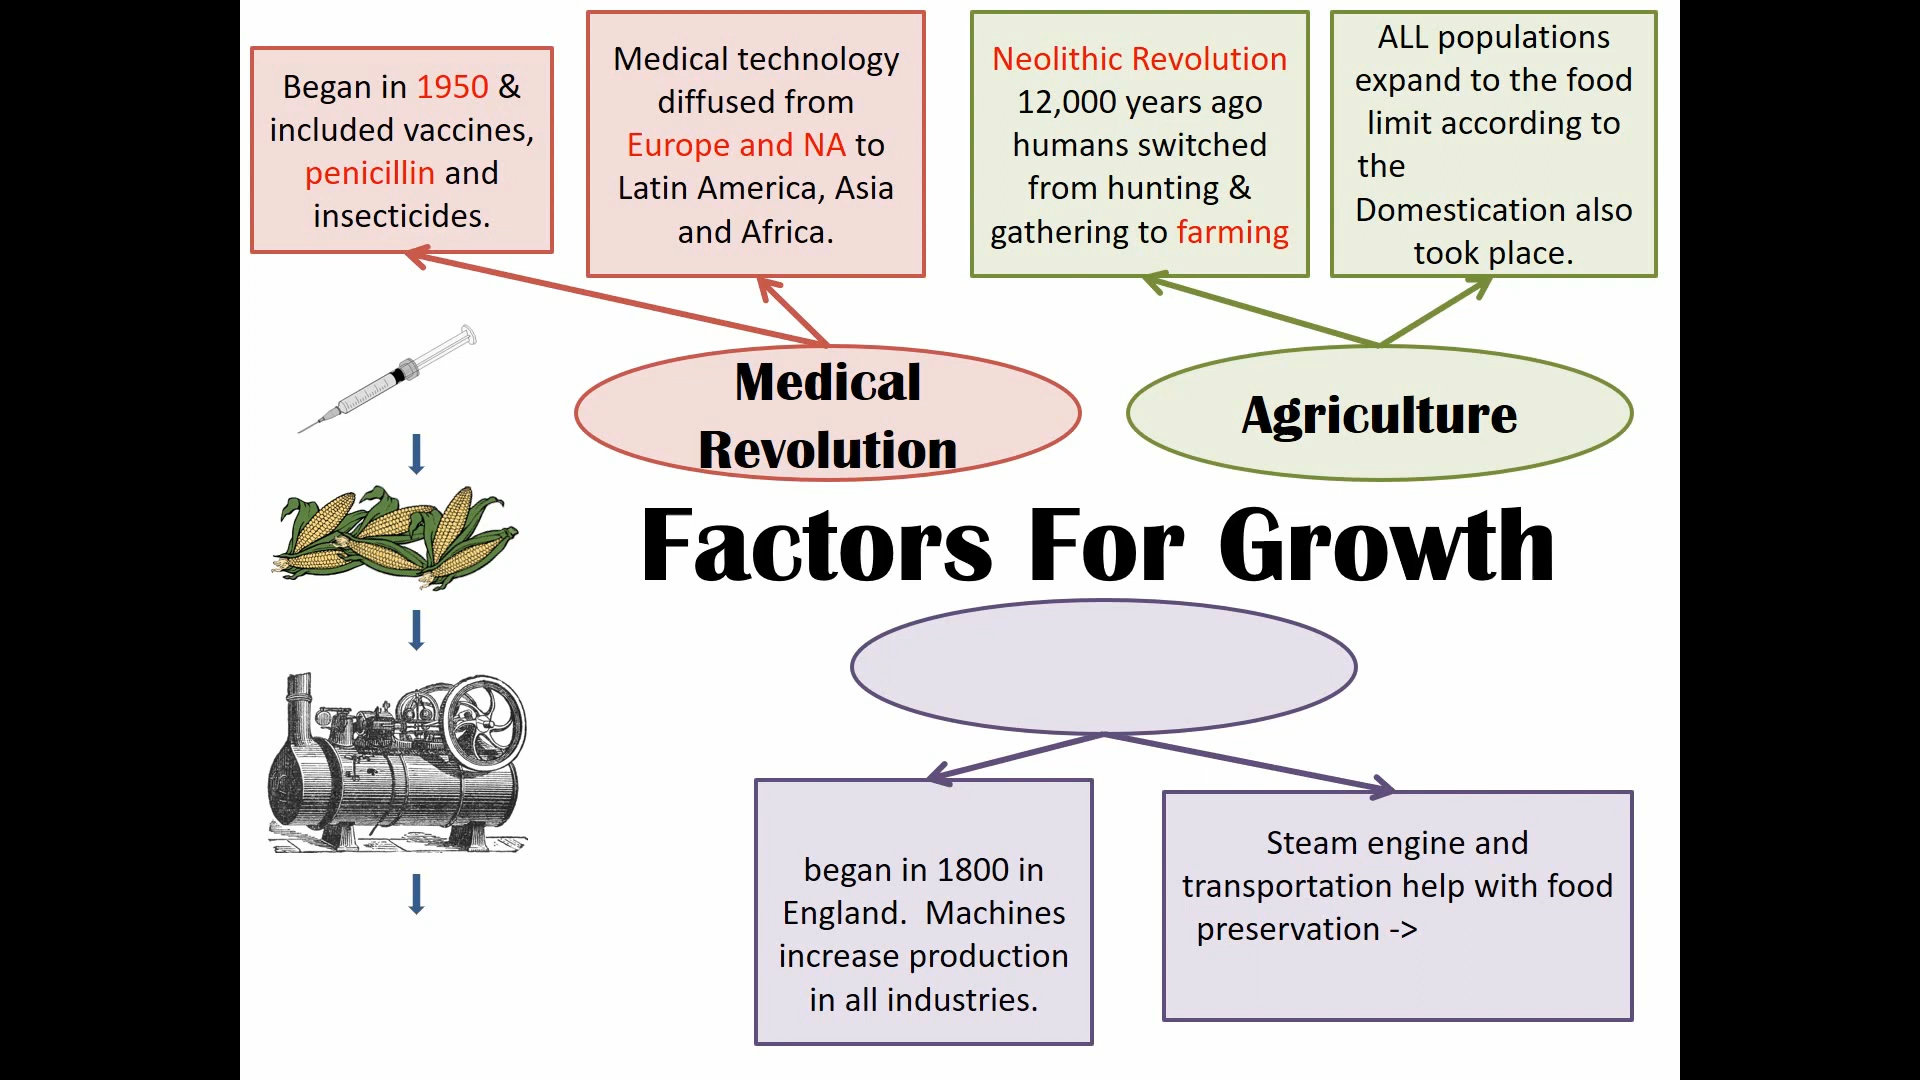 Began in 1950 &
included vaccines,
penicillin and
insecticides.
Medical technology
diffused from
Europe and NA to
Latin America, Asia
and Africa.
Neolithic Revolution
12,000 years ago
humans switched
from hunting &
gathering to farming
ALL populations
expand to the food
limit according to
the
Domestication also
took place.
Medical
Revolution
Agriculture
Factors For Growth
began in 1800 in
England.  Machines
increase production
in all industries.
Steam engine and
transportation help with food
preservation ->